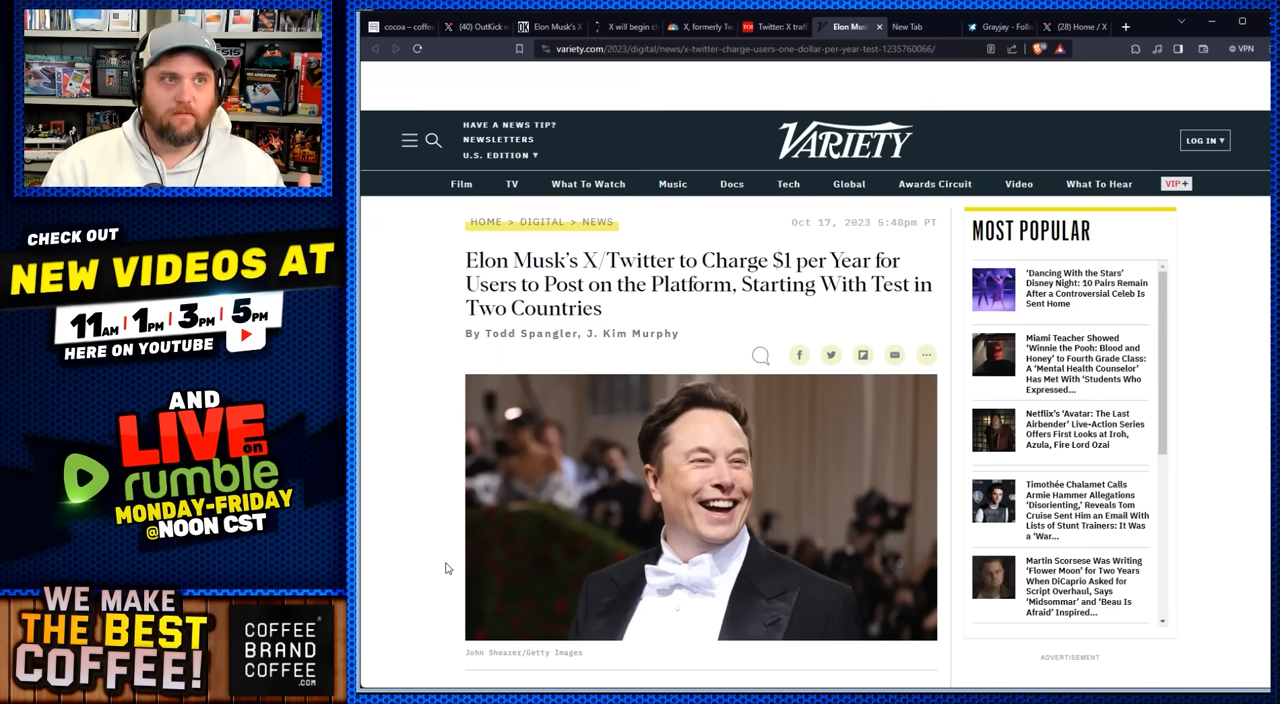 CHECK OUT
NEW VIDEOS AT
11AM | 1PM | 3PM | 5PM
HERE ON YOUTUBE
AND
LIVE
on
rumble
MONDAY-FRIDAY
@NOON CST
WE MAKE
THE BEST
COFFEE!
COFFEE
BRAND
COFFEE
.COM
cocoa – coffee
(40) OutKick
Elon Musk's X
X will begin c
X, formerly Tw
Twitter: X traf
Elon Mus
New Tab
Grayjay - Follo
(28) Home / X
variety.com/2023/digital/news/x-twitter-charge-users-one-dollar-per-year-test-1235760066/
VPN
HAVE A NEWS TIP?
NEWSLETTERS
U.S. EDITION
VARIETY
LOG IN
Film TV What To Watch Music Docs Tech Global Awards Circuit Video What To Hear VIP+
HOME > DIGITAL > NEWS
Oct 17, 2023 5:48pm PT
Elon Musk's X/Twitter to Charge $1 per Year for
Users to Post on the Platform, Starting With Test in
Two Countries
By Todd Spangler, J. Kim Murphy
John Shearer/Getty Images
MOST POPULAR
'Dancing With the Stars'
Disney Night: 10 Pairs Remain
After a Controversial Celeb Is
Sent Home
Miami Teacher Showed
'Winnie the Pooh: Blood and
Honey' to Fourth Grade Class:
A 'Mental Health Counselor'
Has Met With 'Students Who
Expressed...
Netflix's 'Avatar: The Last
Airbender' Live-Action Series
Offers First Looks at Iroh,
Azula, Fire Lord Ozai
Timothée Chalamet Calls
Armie Hammer Allegations
'Disorienting,' Reveals Tom
Cruise Sent Him an Email With
Lists of Stunt Trainers: It Was
a 'War...
Martin Scorsese Was Writing
'Flower Moon' for Two Years
When DiCaprio Asked for
Script Overhaul, Says
'Midsommar' and 'Beau Is
Afraid' Inspired...
ADVERTISEMENT